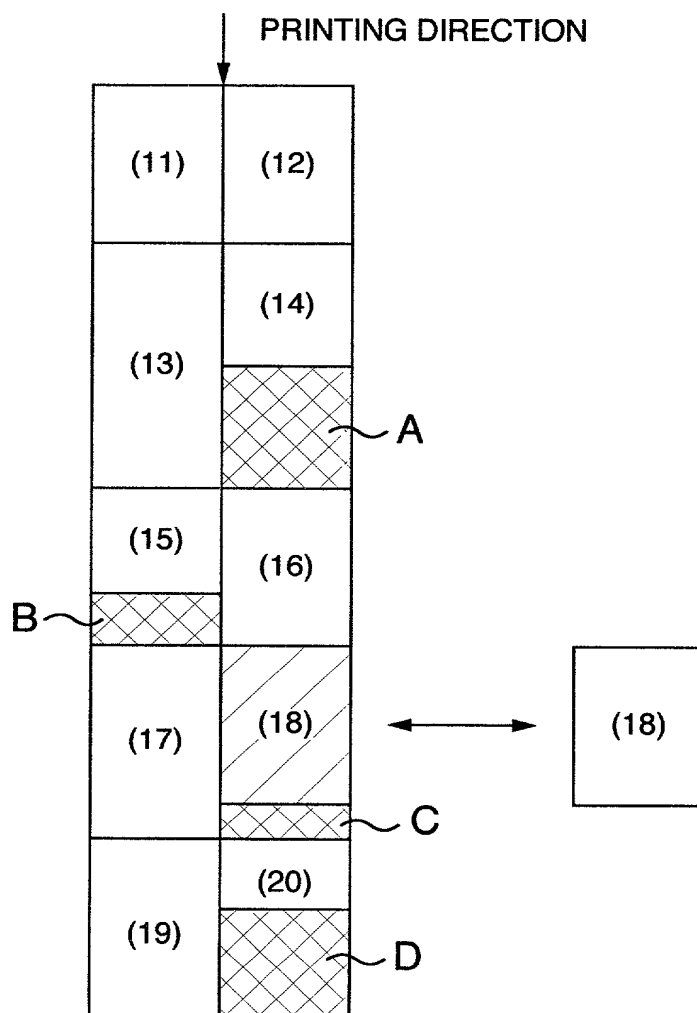 PRINTING DIRECTION
(11) (12)
(14)
(13)
A
(15)
(16)
B
(17) (18) (18)
C
(20)
(19)
D